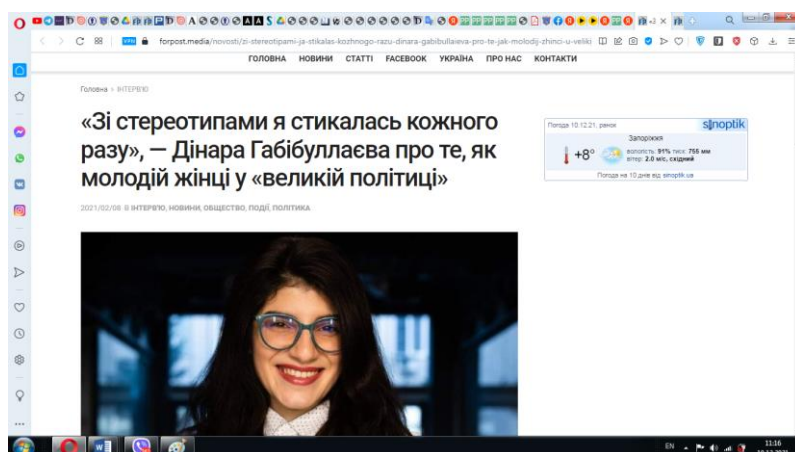 forpost.media/novosti/zi-stereotipami-ja-stikalas-kozhnogo-razu-dinara-gabibullaieva-pro-te-jak-molodij-zhinci-u-veliki
ГОЛОВНА НОВИНИ СТАТТІ FACEBOOK УКРАЇНА ПРО НАС КОНТАКТИ
Головна > ІНТЕРВ'Ю
«Зі стереотипами я стикалась кожного
разу», — Дінара Габібуллаєва про те, як
молодій жінці у «великій політиці»
2021/02/06 В ІНТЕРВ'Ю, НОВИНИ, ОБЩЕСТВО, ПОДІЇ, ПОЛІТИКА
Погода 10.12.21, ранок
sinoptik
Запоріжжя
+8°
вологість: 91% тиск: 755 мм
вітер: 2.0 м/с, східний
Погода на 10 днів від sinoptik.ua
EN
11:16